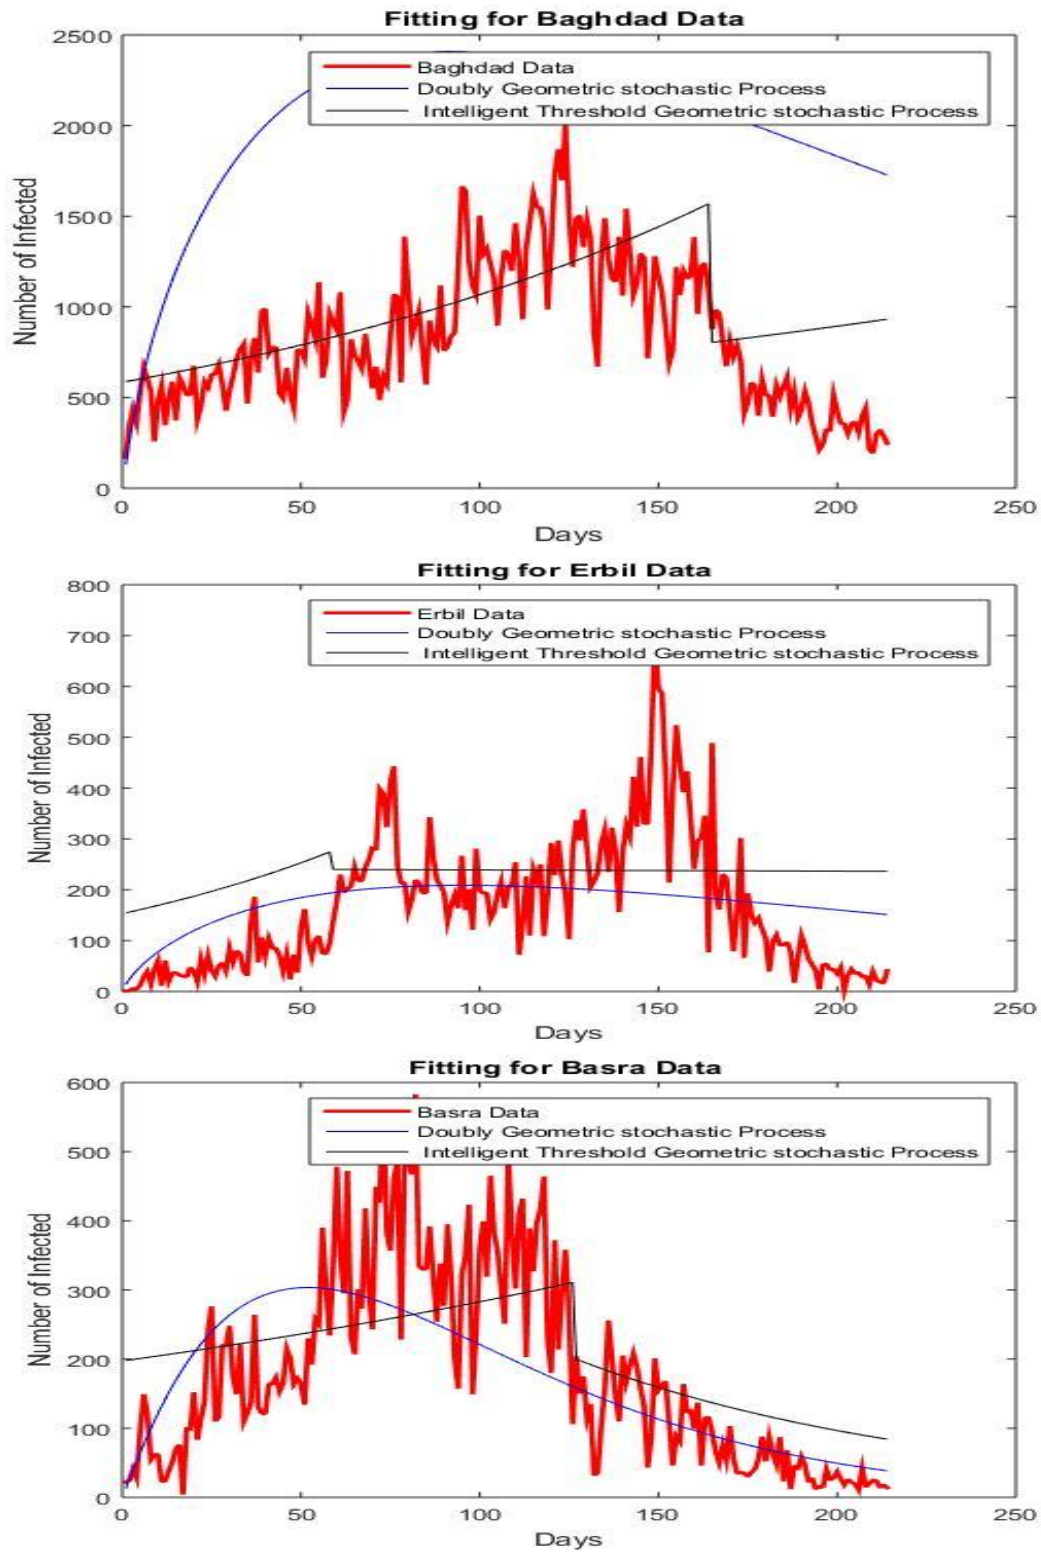 Fitting for Baghdad Data
2500
2000
1500
1000
500
0
Number of Infected
Baghdad Data
Doubly Geometric stochastic Process
Intelligent Threshold Geometric stochastic Process
0 50 100 150 200 250
Days
Fitting for Erbil Data
800
700
600
500
400
300
200
100
0
Number of Infected
Erbil Data
Doubly Geometric stochastic Process
Intelligent Threshold Geometric stochastic Process
0 50 100 150 200 250
Days
Fitting for Basra Data
600
500
400
300
200
100
0
Number of Infected
Basra Data
Doubly Geometric stochastic Process
Intelligent Threshold Geometric stochastic Process
0 50 100 150 200 250
Days